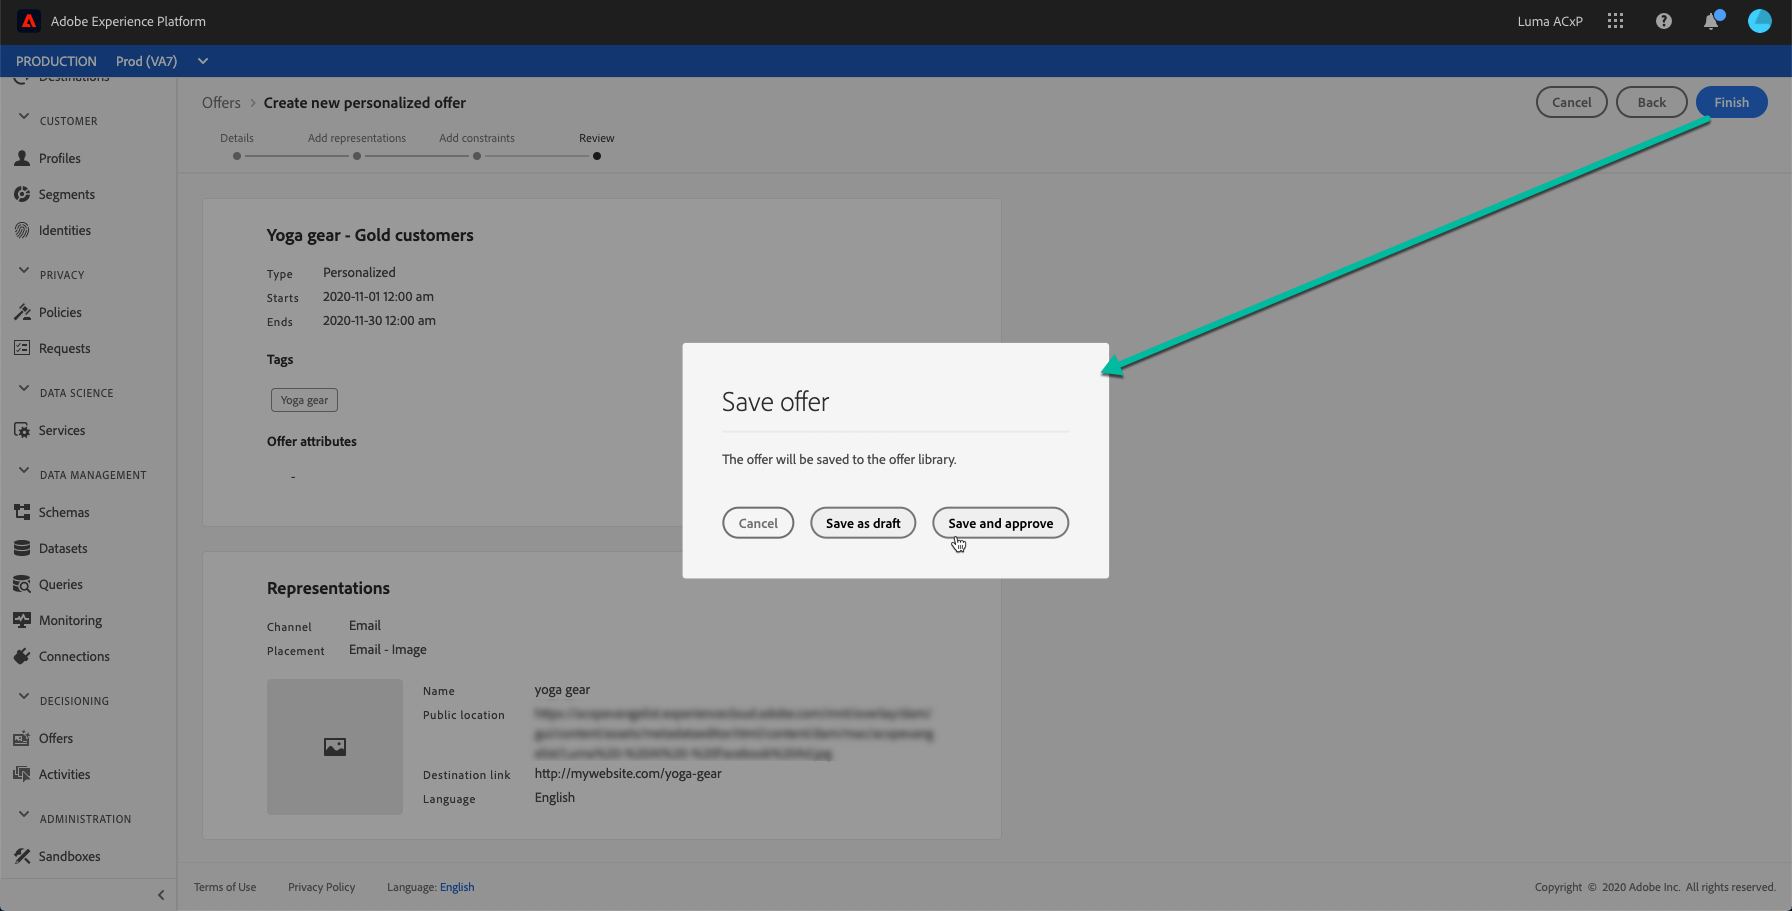 Adobe Experience Platform
Luma ACxP
PRODUCTION Prod (VA7)
Destinations
CUSTOMER
Profiles
Segments
Identities
PRIVACY
Policies
Requests
DATA SCIENCE
Services
DATA MANAGEMENT
Schemas
Datasets
Queries
Monitoring
Connections
DECISIONING
Offers
Activities
ADMINISTRATION
Sandboxes
Offers > Create new personalized offer
Cancel Back Finish
Details Add representations Add constraints Review
Yoga gear - Gold customers
Type Personalized
Starts 2020-11-01 12:00 am
Ends 2020-11-30 12:00 am
Tags
Yoga gear
Offer attributes
-
Representations
Channel Email
Placement Email - Image
Name yoga gear
Public location
Destination link http://mywebsite.com/yoga-gear
Language English
Save offer
The offer will be saved to the offer library.
Cancel Save as draft Save and approve
Terms of Use Privacy Policy Language: English
Copyright © 2020 Adobe Inc. All rights reserved.